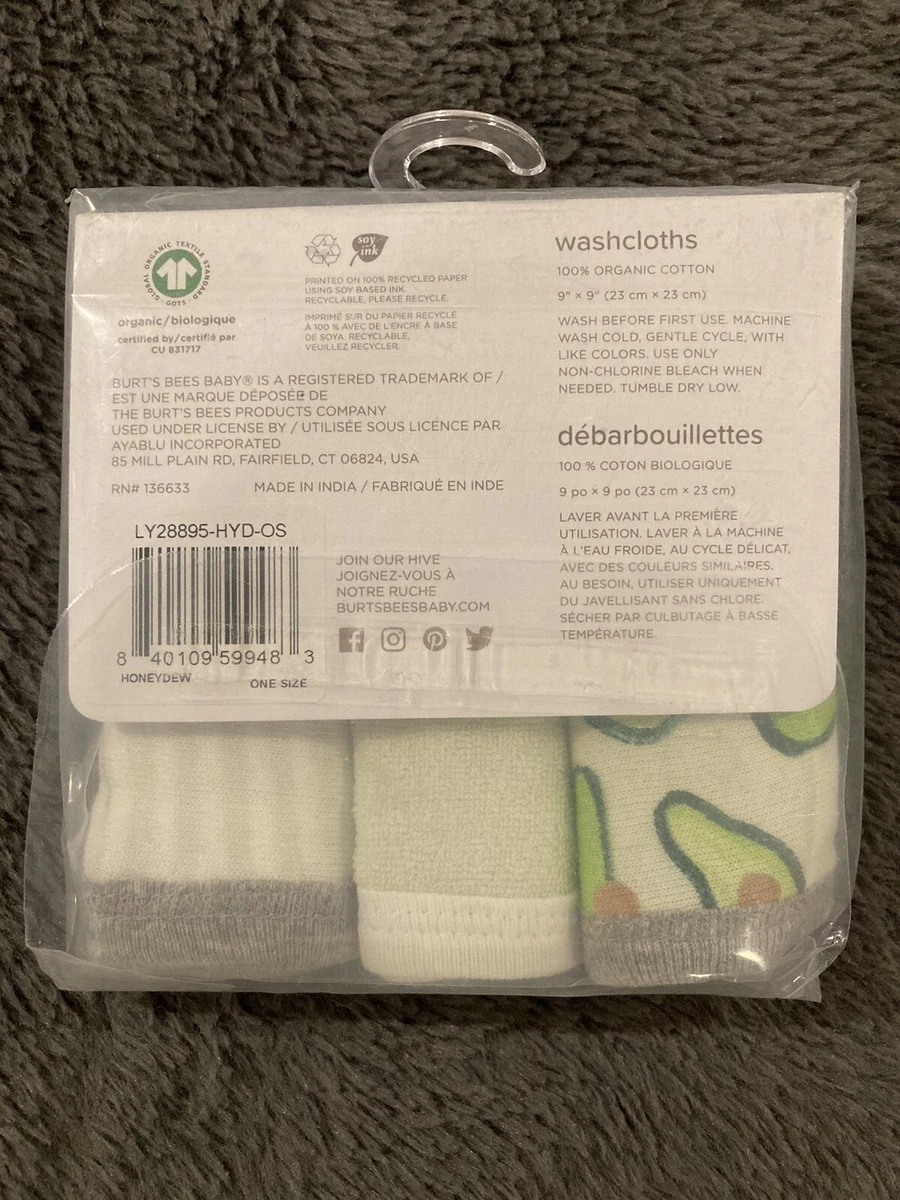 GLOBAL ORGANIC TEXTILE STANDARD · GOTS ·
organic/biologique
certified by/certifié par
CU 831717
soy
ink
PRINTED ON 100% RECYCLED PAPER
USING SOY BASED INK.
RECYCLABLE, PLEASE RECYCLE.
IMPRIMÉ SUR DU PAPIER RECYCLÉ
À 100 % AVEC DE L'ENCRE À BASE
DE SOYA. RECYCLABLE,
VEUILLEZ RECYCLER.
BURT'S BEES BABY® IS A REGISTERED TRADEMARK OF /
EST UNE MARQUE DÉPOSÉE DE
THE BURT'S BEES PRODUCTS COMPANY
USED UNDER LICENSE BY / UTILISÉE SOUS LICENCE PAR
AYABLU INCORPORATED
85 MILL PLAIN RD, FAIRFIELD, CT 06824, USA
RN# 136633 MADE IN INDIA / FABRIQUÉ EN INDE
LY28895-HYD-OS
8 40109 59948 3
HONEYDEW ONE SIZE
JOIN OUR HIVE
JOIGNEZ-VOUS À
NOTRE RUCHE
BURTSBEESBABY.COM
washcloths
100% ORGANIC COTTON
9" × 9" (23 cm × 23 cm)
WASH BEFORE FIRST USE. MACHINE
WASH COLD, GENTLE CYCLE, WITH
LIKE COLORS. USE ONLY
NON-CHLORINE BLEACH WHEN
NEEDED. TUMBLE DRY LOW.
débarbouillettes
100 % COTON BIOLOGIQUE
9 po × 9 po (23 cm × 23 cm)
LAVER AVANT LA PREMIÈRE
UTILISATION. LAVER À LA MACHINE
À L'EAU FROIDE, AU CYCLE DÉLICAT,
AVEC DES COULEURS SIMILAIRES.
AU BESOIN, UTILISER UNIQUEMENT
DU JAVELLISANT SANS CHLORE.
SÉCHER PAR CULBUTAGE À BASSE
TEMPÉRATURE.